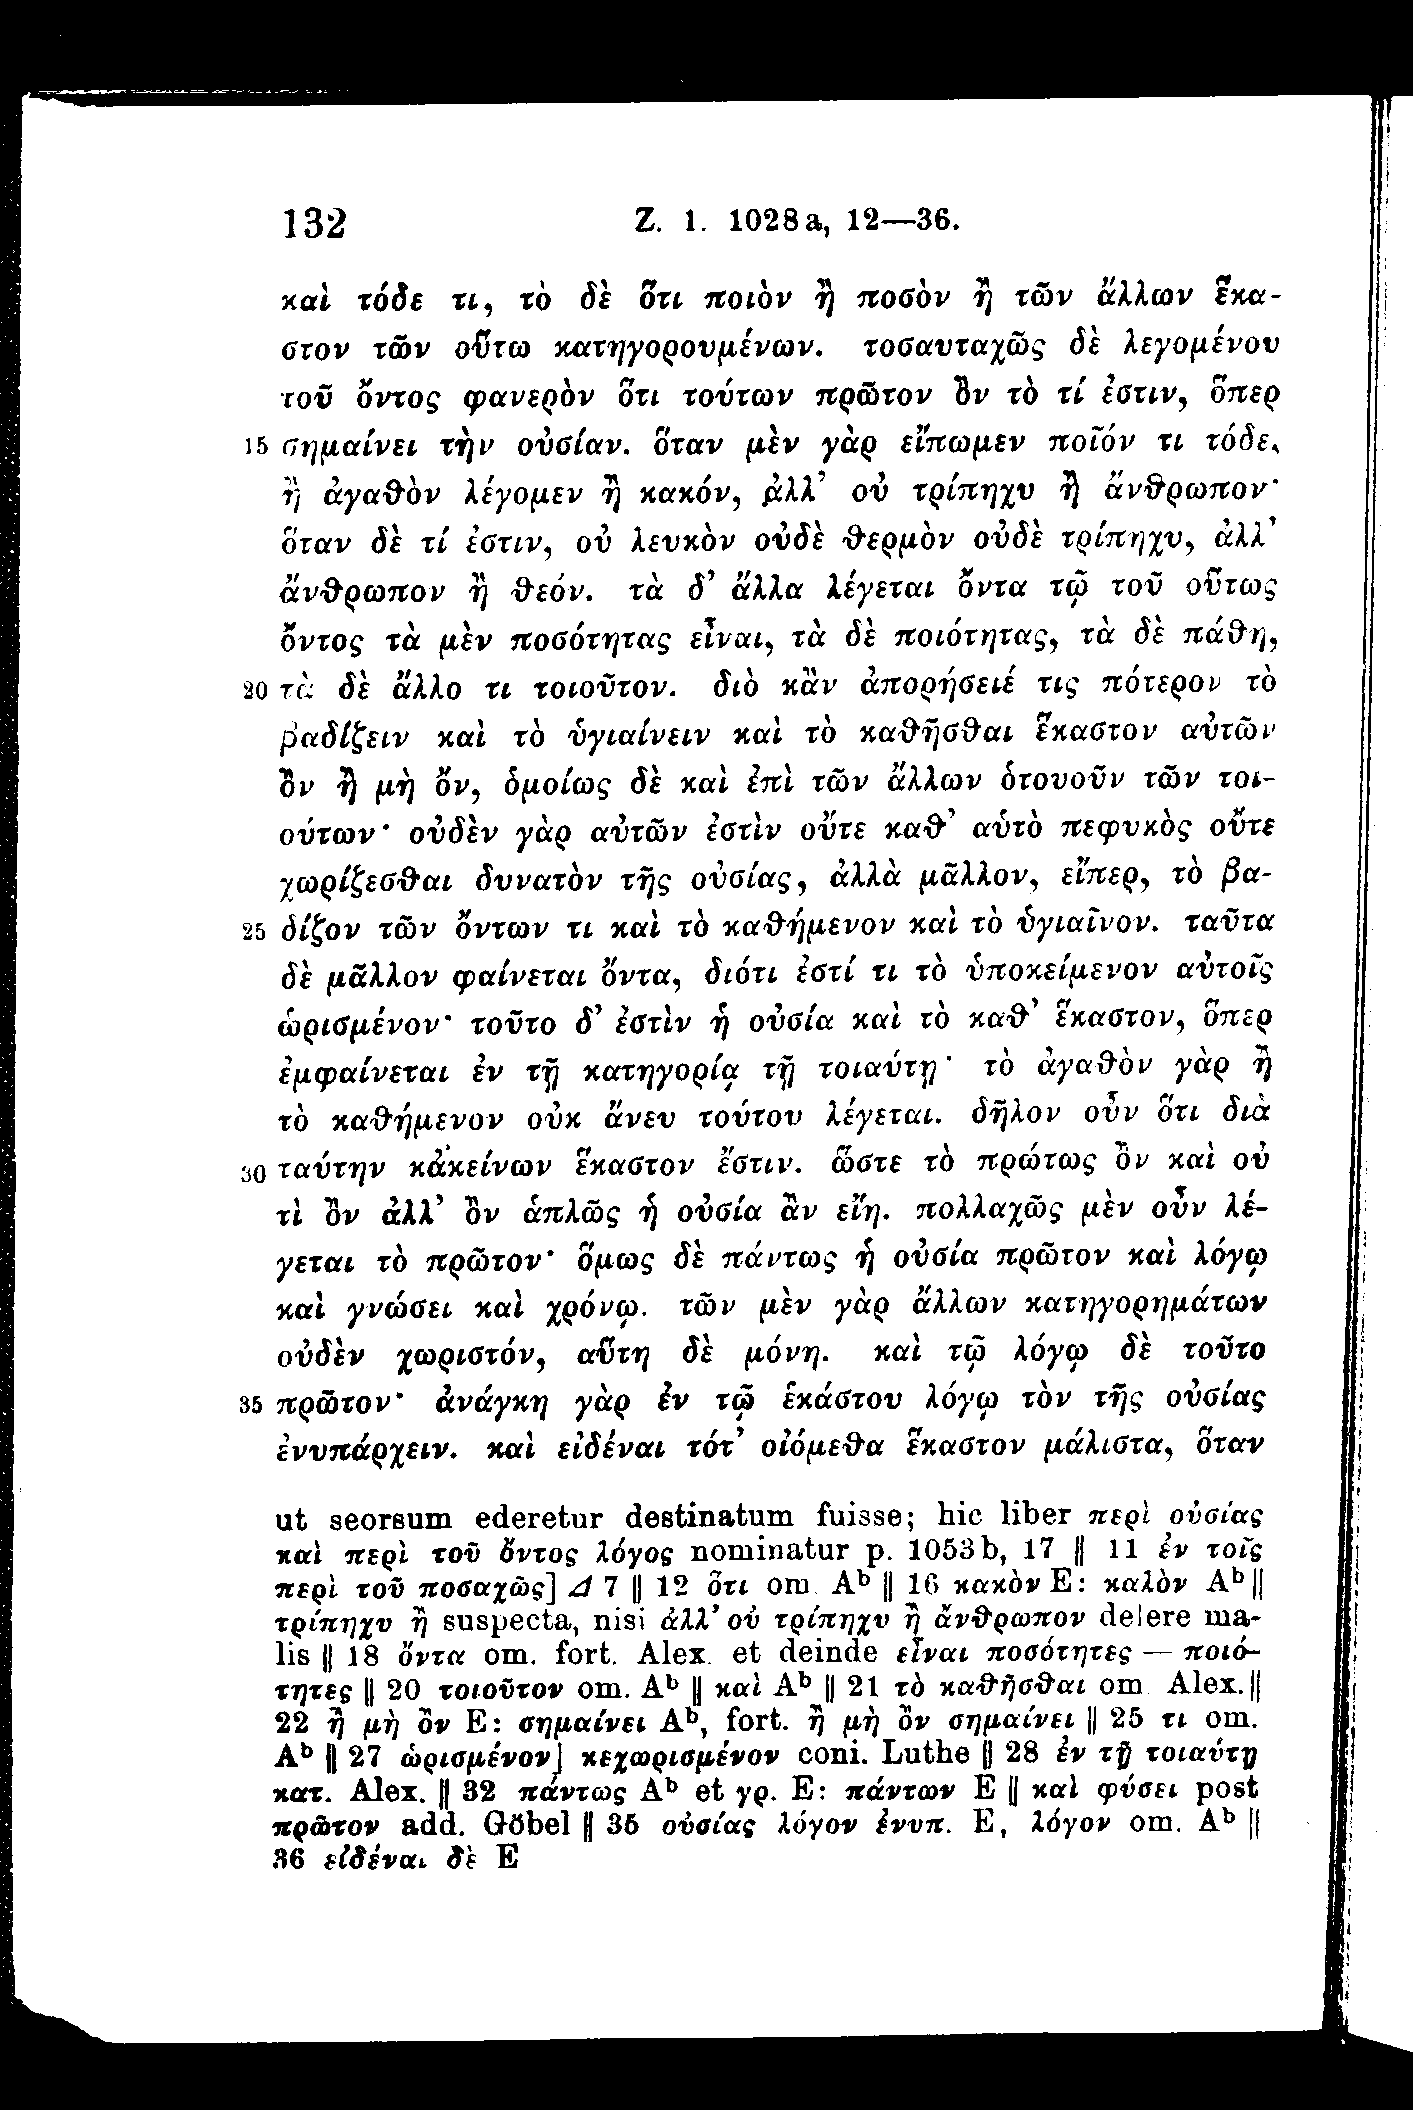 132 Z. 1. 1028 a, 12—36.
καὶ τόδε τι, τὸ δὲ ὅτι ποιὸν ἢ ποσὸν ἢ τῶν ἄλλων ἕκα-
στον τῶν οὕτω κατηγορουμένων. τοσαυταχῶς δὲ λεγομένου
τοῦ ὄντος φανερὸν ὅτι τούτων πρῶτον ὂν τὸ τί ἐστιν, ὅπερ
15 σημαίνει τὴν οὐσίαν. ὅταν μὲν γὰρ εἴπωμεν ποῖόν τι τόδε,
ἢ ἀγαθὸν λέγομεν ἢ κακόν, ἀλλ’ οὐ τρίπηχυ ἢ ἄνθρωπον·
ὅταν δὲ τί ἐστιν, οὐ λευκὸν οὐδὲ θερμὸν οὐδὲ τρίπηχυ, ἀλλ’
ἄνθρωπον ἢ θεόν. τὰ δ’ ἄλλα λέγεται ὄντα τῷ τοῦ οὕτως
ὄντος τὰ μὲν ποσότητας εἶναι, τὰ δὲ ποιότητας, τὰ δὲ πάθη,
20 τὰ δὲ ἄλλο τι τοιοῦτον. διὸ κἂν ἀπορήσειέ τις πότερον τὸ
βαδίζειν καὶ τὸ ὑγιαίνειν καὶ τὸ καθῆσθαι ἕκαστον αὐτῶν
ὂν ἢ μὴ ὄν, ὁμοίως δὲ καὶ ἐπὶ τῶν ἄλλων ὁτουοῦν τῶν τοι-
ούτων· οὐδὲν γὰρ αὐτῶν ἐστὶν οὔτε καθ’ αὑτὸ πεφυκὸς οὔτε
χωρίζεσθαι δυνατὸν τῆς οὐσίας, ἀλλὰ μᾶλλον, εἴπερ, τὸ βα-
25 δίζον τῶν ὄντων τι καὶ τὸ καθήμενον καὶ τὸ ὑγιαῖνον. ταῦτα
δὲ μᾶλλον φαίνεται ὄντα, διότι ἐστί τι τὸ ὑποκείμενον αὐτοῖς
ὡρισμένον· τοῦτο δ’ ἐστὶν ἡ οὐσία καὶ τὸ καθ’ ἕκαστον, ὅπερ
ἐμφαίνεται ἐν τῇ κατηγορίᾳ τῇ τοιαύτῃ· τὸ ἀγαθὸν γὰρ ἢ
τὸ καθήμενον οὐκ ἄνευ τούτου λέγεται. δῆλον οὖν ὅτι διὰ
30 ταύτην κἀκείνων ἕκαστον ἔστιν. ὥστε τὸ πρώτως ὂν καὶ οὐ
τὶ ὂν ἀλλ’ ὂν ἁπλῶς ἡ οὐσία ἂν εἴη. πολλαχῶς μὲν οὖν λέ-
γεται τὸ πρῶτον· ὅμως δὲ πάντως ἡ οὐσία πρῶτον καὶ λόγῳ
καὶ γνώσει καὶ χρόνῳ. τῶν μὲν γὰρ ἄλλων κατηγορημάτων
οὐδὲν χωριστόν, αὕτη δὲ μόνη. καὶ τῷ λόγῳ δὲ τοῦτο
35 πρῶτον· ἀνάγκη γὰρ ἐν τῷ ἑκάστου λόγῳ τὸν τῆς οὐσίας
ἐνυπάρχειν. καὶ εἰδέναι τότ’ οἰόμεθα ἕκαστον μάλιστα, ὅταν
ut seorsum ederetur destinatum fuisse; hic liber περὶ οὐσίας
καὶ περὶ τοῦ ὄντος λόγος nominatur p. 1053b, 17 || 11 ἐν τοῖς
περὶ τοῦ ποσαχῶς] Δ 7 || 12 ὅτι om. Aᵇ || 16 κακὸν E: καλὸν Aᵇ ||
τρίπηχυ ἢ suspecta, nisi ἀλλ’ οὐ τρίπηχυ ἢ ἄνθρωπον delere ma-
lis || 18 ὄντα om. fort. Alex. et deinde εἶναι ποσότητες — ποιό-
τητες || 20 τοιοῦτον om. Aᵇ || καὶ Aᵇ || 21 τὸ καθῆσθαι om Alex. ||
22 ἢ μὴ ὂν E: σημαίνει Aᵇ, fort. ἢ μὴ ὂν σημαίνει || 25 τι om.
Aᵇ || 27 ὡρισμένον] κεχωρισμένον coni. Luthe || 28 ἐν τῇ τοιαύτῃ
κατ. Alex. || 32 πάντως Aᵇ et γρ. E: πάντων E || καὶ φύσει post
πρῶτον add. Göbel || 35 οὐσίας λόγον ἐνυπ. E, λόγον om. Aᵇ ||
36 εἰδέναι δὲ E